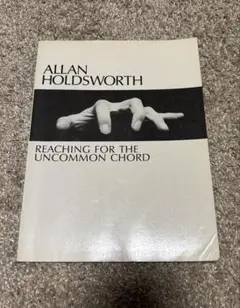 ALLAN
HOLDSWORTH
REACHING FOR THE
UNCOMMON CHORD